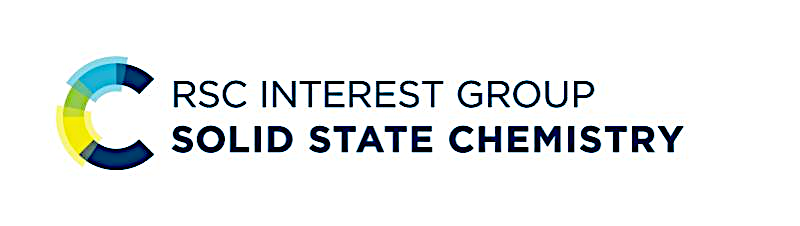 RSC INTEREST GROUP
SOLID STATE CHEMISTRY